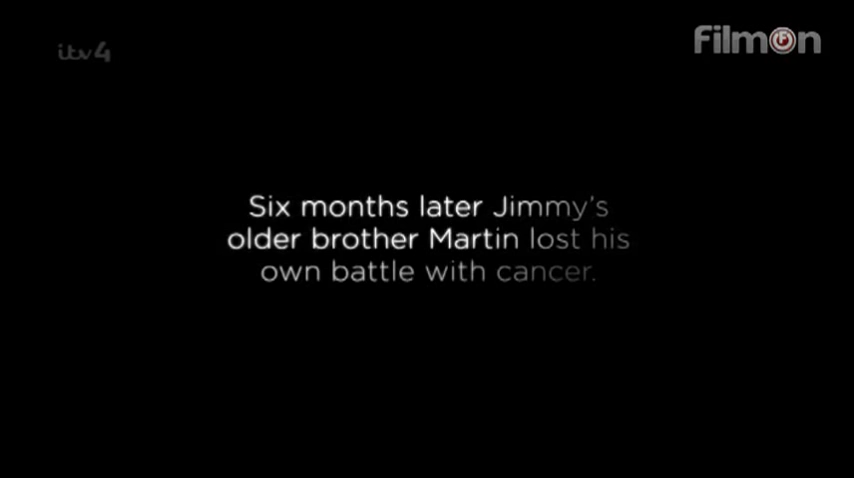 itv4
FilmOn
Six months later Jimmy's
older brother Martin lost his
own battle with cancer.